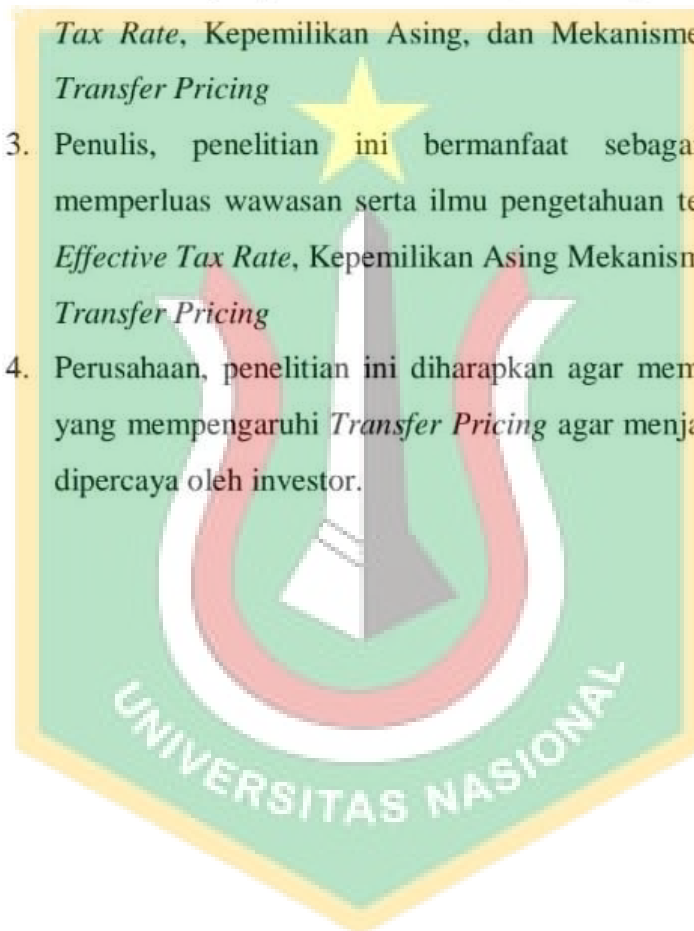 Tax Rate, Kepemilikan Asing, dan Mekanisme
Transfer Pricing
3. Penulis, penelitian ini bermanfaat sebaga
memperluas wawasan serta ilmu pengetahuan te
Effective Tax Rate, Kepemilikan Asing Mekanism
Transfer Pricing
4. Perusahaan, penelitian ini diharapkan agar mem
yang mempengaruhi Transfer Pricing agar menja
dipercaya oleh investor.
UNIVERSITAS NASIONAL